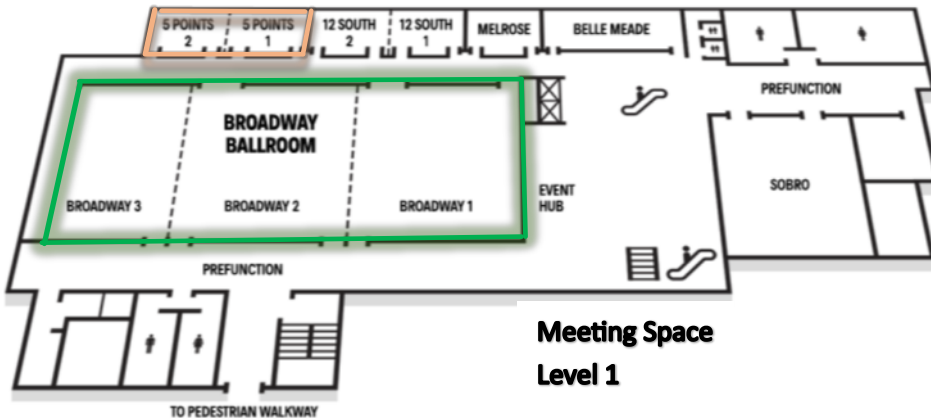 5 POINTS
2
5 POINTS
1
12 SOUTH
2
12 SOUTH
1
MELROSE
BELLE MEADE
PREFUNCTION
BROADWAY
BALLROOM
SOBRO
EVENT
HUB
BROADWAY 3
BROADWAY 2
BROADWAY 1
PREFUNCTION
Meeting Space
Level 1
TO PEDESTRIAN WALKWAY